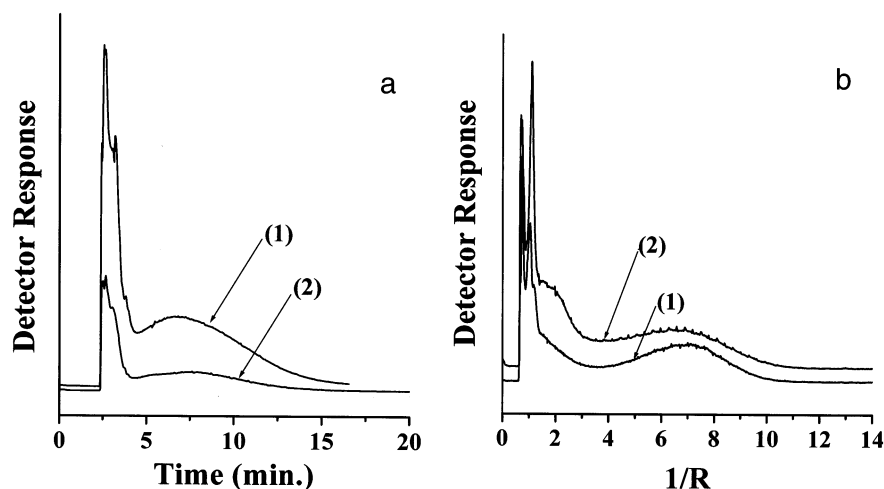 a
Detector Response
(1)
(2)
0 5 10 15 20
Time (min.)
b
Detector Response
(2)
(1)
0 2 4 6 8 10 12 14
1/R